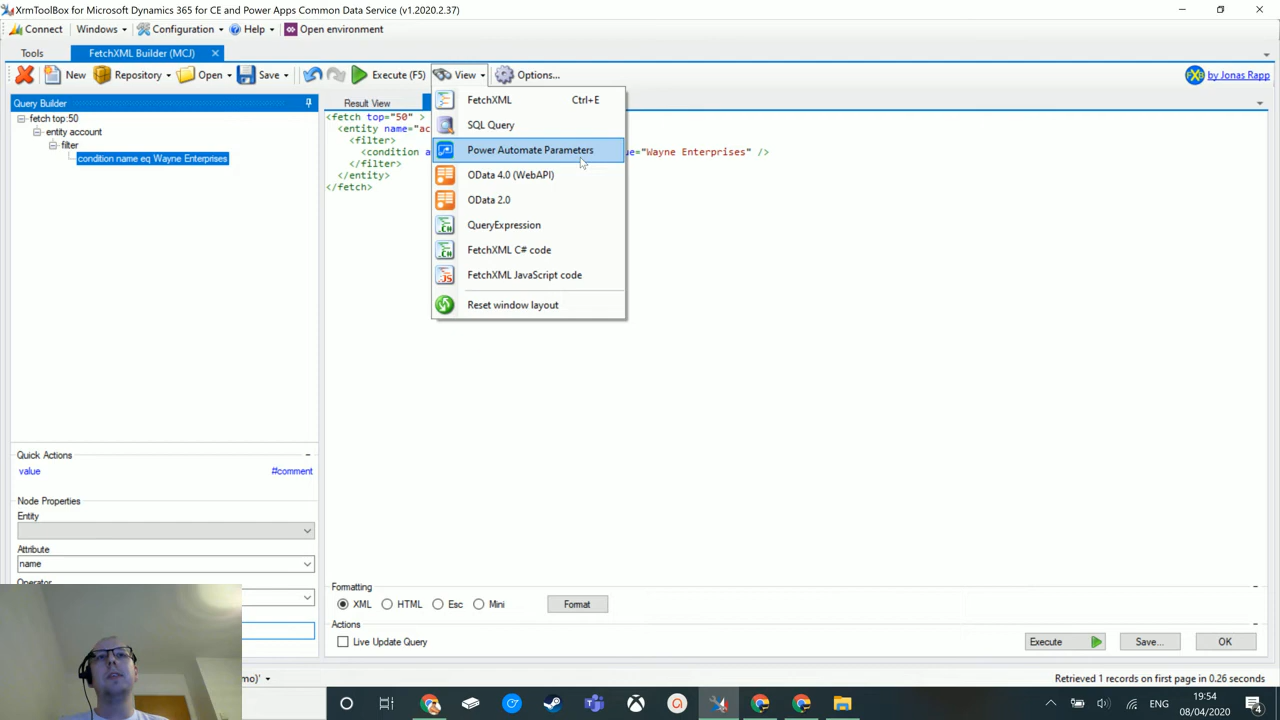 XrmToolBox for Microsoft Dynamics 365 for CE and Power Apps Common Data Service (v1.2020.2.37)
Connect Windows Configuration Help Open environment
Tools FetchXML Builder (MCJ)
New Repository Open Save Execute (F5) View Options... by Jonas Rapp
Query Builder
fetch top:50
entity account
filter
condition name eq Wayne Enterprises
Result View
<fetch top="50" >
<entity name="ac
<filter>
<condition a ue="Wayne Enterprises" />
</filter>
</entity>
</fetch>
FetchXML Ctrl+E
SQL Query
Power Automate Parameters
OData 4.0 (WebAPI)
OData 2.0
QueryExpression
FetchXML C# code
FetchXML JavaScript code
Reset window layout
Quick Actions
value #comment
Node Properties
Entity
Attribute
name
Operator
Formatting
XML HTML Esc Mini Format
Actions
Live Update Query Execute Save... OK
mo)' Retrieved 1 records on first page in 0.26 seconds
ENG
19:54
08/04/2020